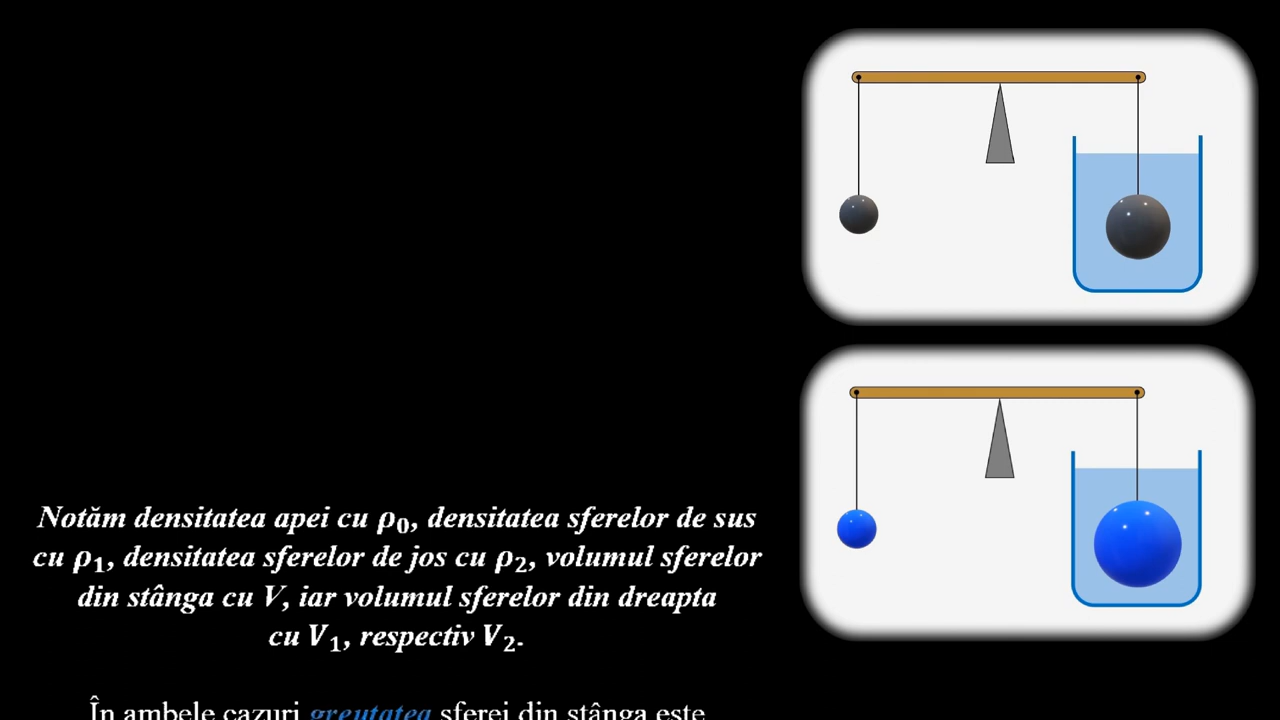 Notăm densitatea apei cu ρ₀, densitatea sferelor de sus
cu ρ₁, densitatea sferelor de jos cu ρ₂, volumul sferelor
din stânga cu V, iar volumul sferelor din dreapta
cu V₁, respectiv V₂.
În ambele cazuri greutatea sferei din stânga este